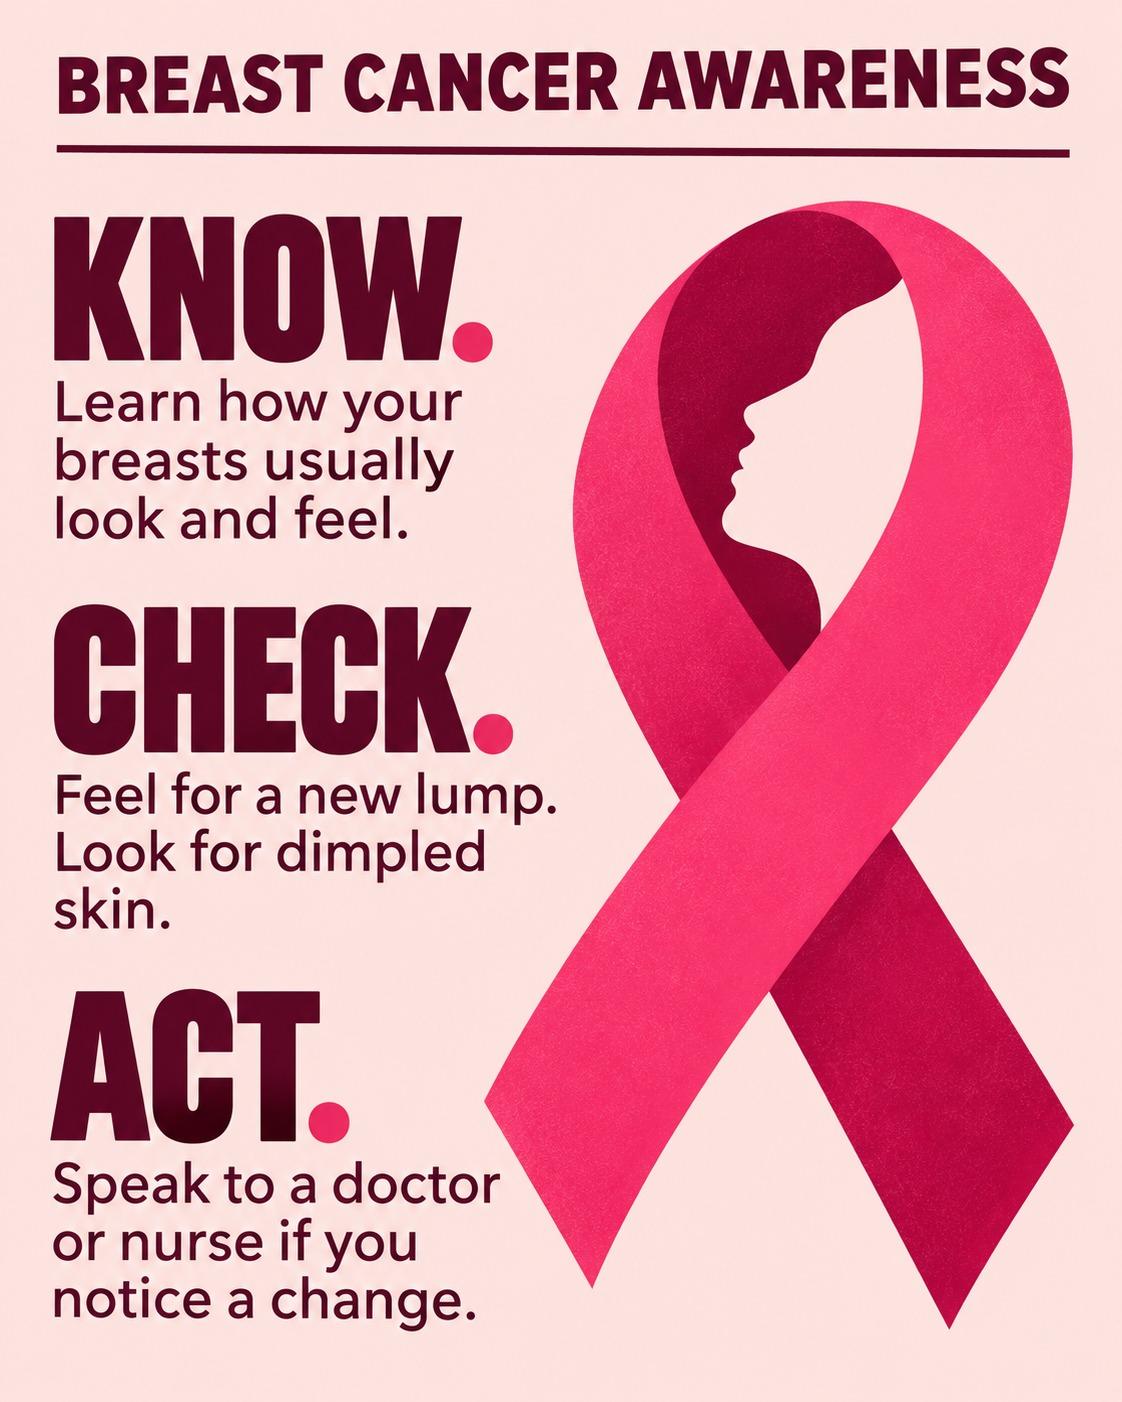 BREAST CANCER AWARENESS
KNOW.
Learn how your
breasts usually
look and feel.
CHECK.
Feel for a new lump.
Look for dimpled
skin.
ACT.
Speak to a doctor
or nurse if you
notice a change.